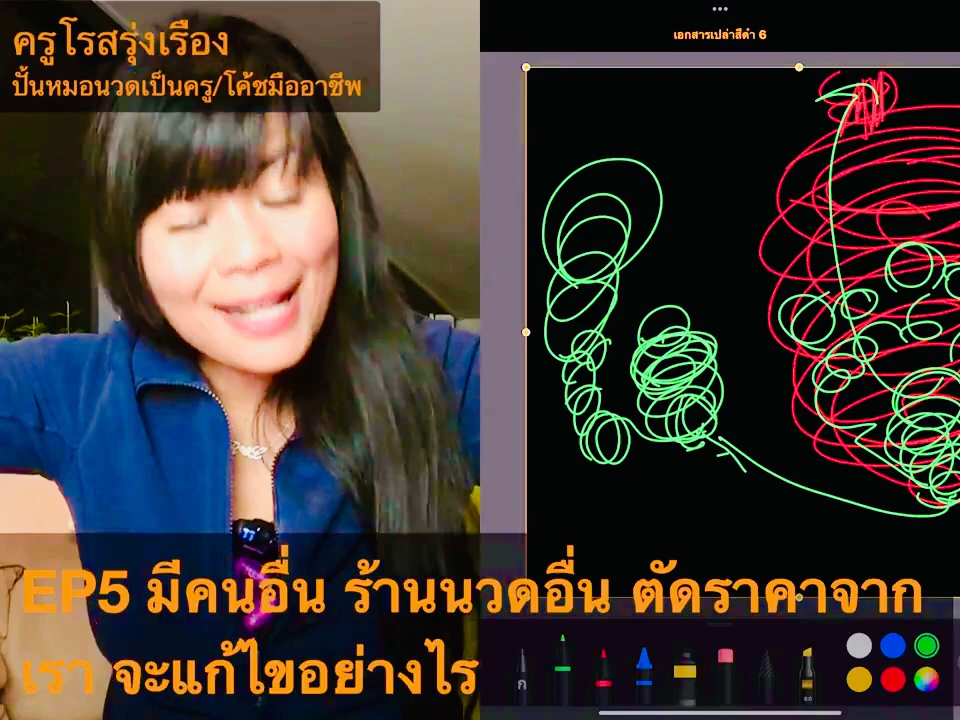 ครูโรสรุ่งเรือง
ปั้นหมอนวดเป็นครู/โค้ชมืออาชีพ
เอกสารเปล่าสีดำ 6
EP5 มีคนอื่น ร้านนวดอื่น ตัดราคาจาก
เรา จะแก้ไขอย่างไร